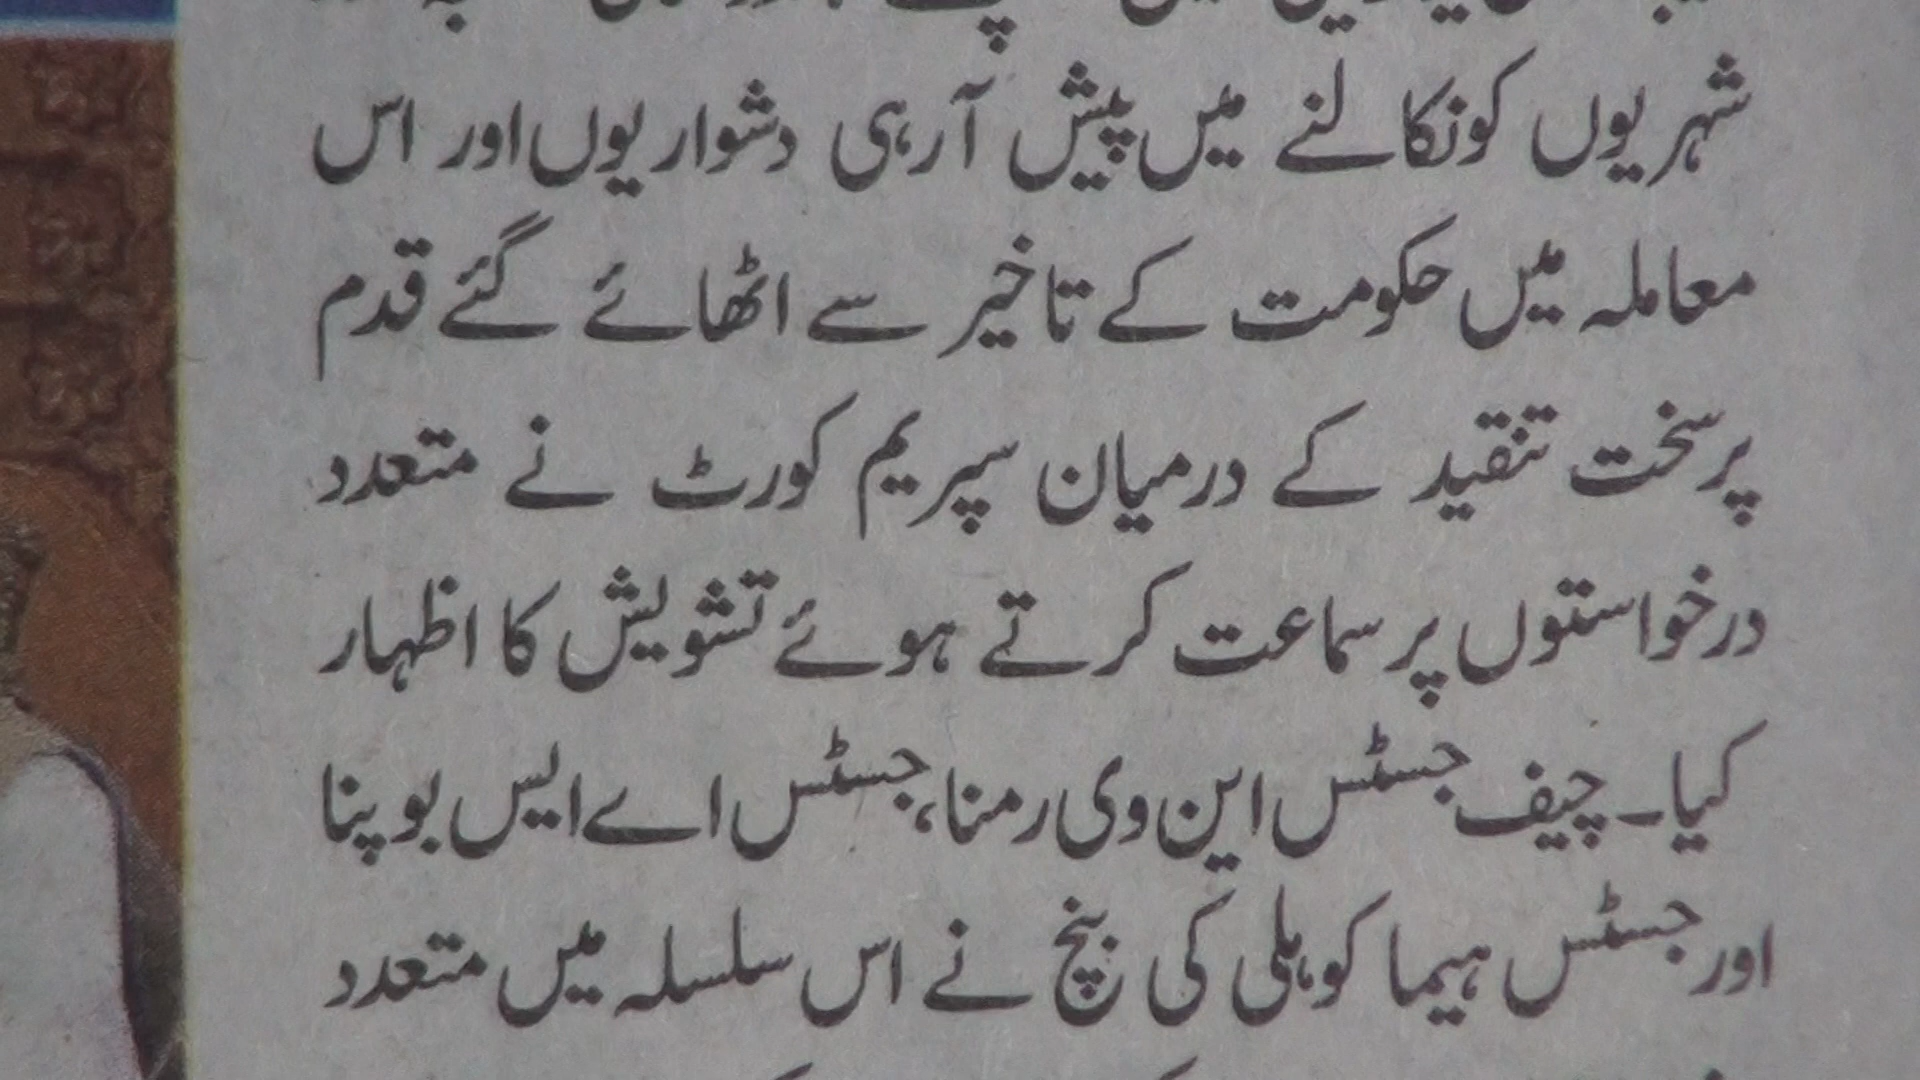 شہریوں کو نکالنے میں پیش آرہی دشواریوں اور اس
معاملہ میں حکومت کے تاخیر سے اٹھائے گئے قدم
پر سخت تنقید کے درمیان سپریم کورٹ نے متعدد
درخواستوں پر سماعت کرتے ہوئے تشویش کا اظہار
کیا۔ چیف جسٹس این وی رمنا، جسٹس اے ایس بوپنا
اور جسٹس ہیما کوہلی کی بنچ نے اس سلسلہ میں متعدد